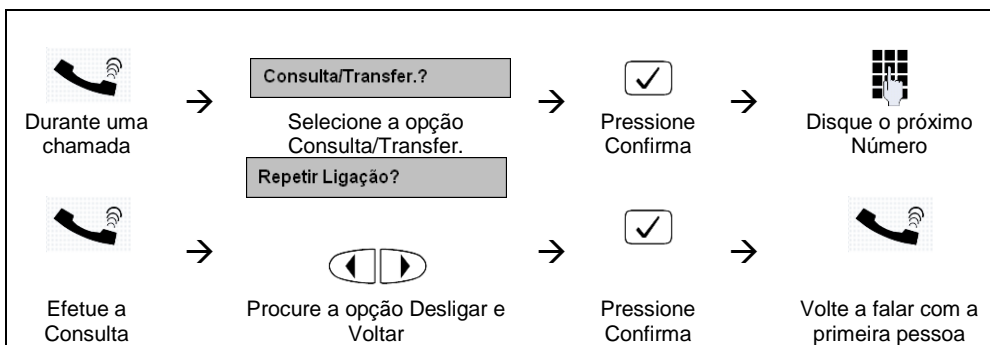 Consulta/Transfer.?
Durante uma
chamada
Selecione a opção
Consulta/Transfer.
Pressione
Confirma
Disque o próximo
Número
Repetir Ligação?
Efetue a
Consulta
Procure a opção Desligar e
Voltar
Pressione
Confirma
Volte a falar com a
primeira pessoa